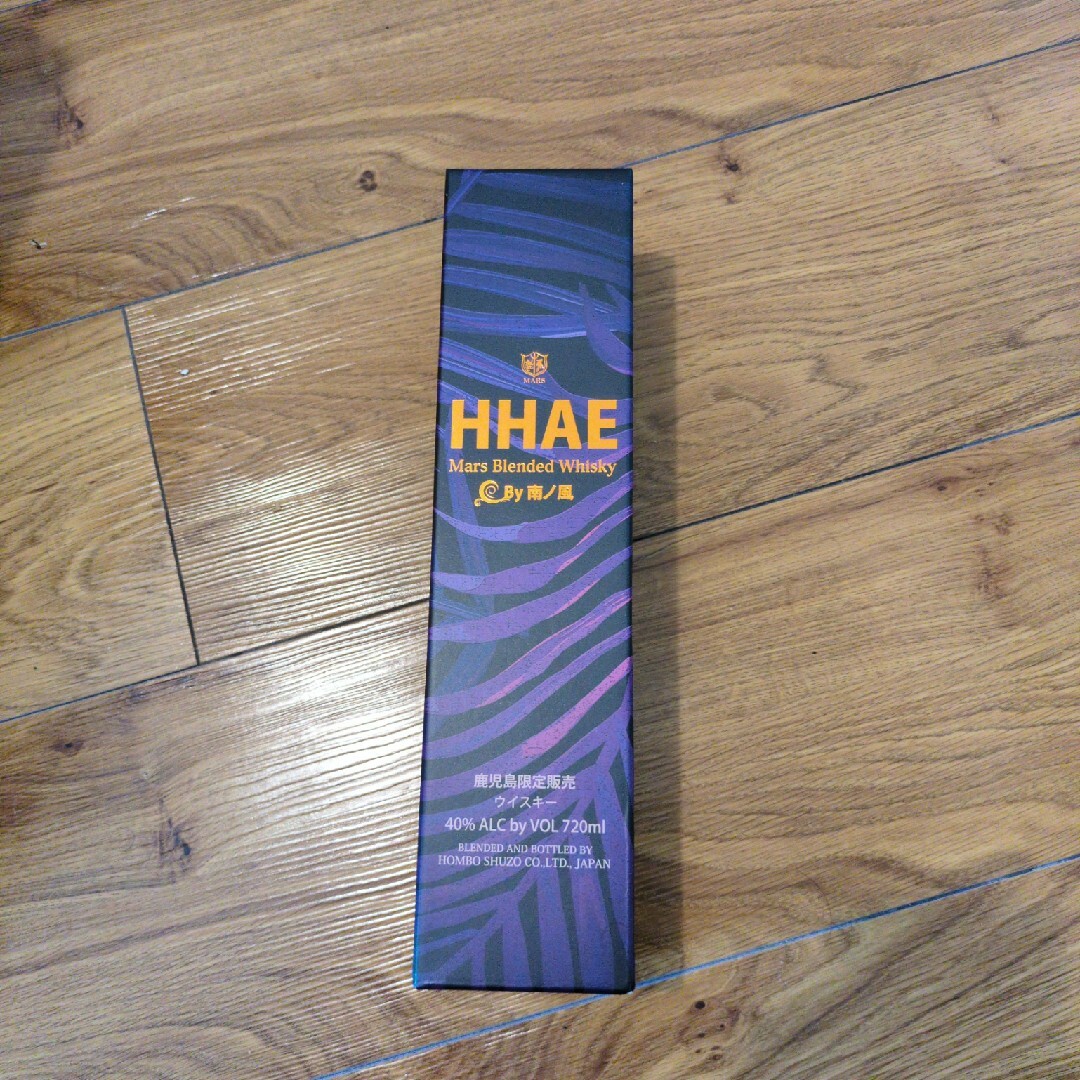 MARS
HHAE
Mars Blended Whisky
By 南ノ風
鹿児島限定販売
ウイスキー
40% ALC by VOL 720ml
BLENDED AND BOTTLED BY
HOMBO SHUZO CO.,LTD., JAPAN